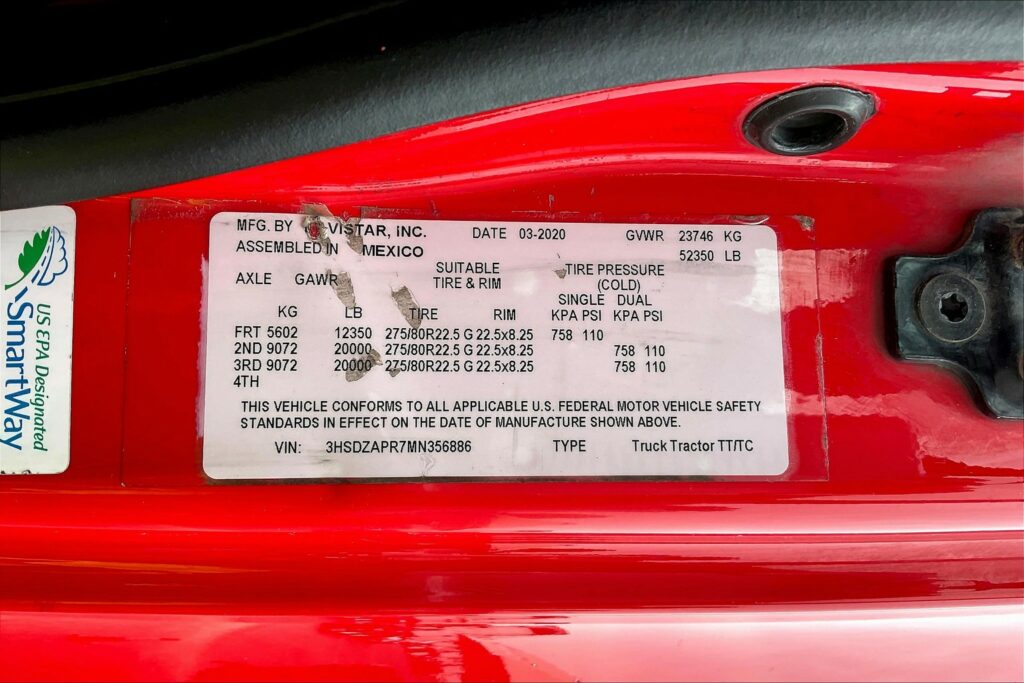 MFG. BY VISTAR, INC. DATE 03-2020 GVWR 23746 KG
ASSEMBLED IN MEXICO 52350 LB
AXLE GAWR SUITABLE TIRE & RIM TIRE PRESSURE (COLD)
SINGLE DUAL
KG LB TIRE RIM KPA PSI KPA PSI
FRT 5602 12350 275/80R22.5 G 22.5x8.25 758 110
2ND 9072 20000 275/80R22.5 G 22.5x8.25 758 110
3RD 9072 20000 275/80R22.5 G 22.5x8.25 758 110
4TH
THIS VEHICLE CONFORMS TO ALL APPLICABLE U.S. FEDERAL MOTOR VEHICLE SAFETY
STANDARDS IN EFFECT ON THE DATE OF MANUFACTURE SHOWN ABOVE.
VIN: 3HSDZAPR7MN356886 TYPE Truck Tractor TT/TC
US EPA Designated
SmartWay